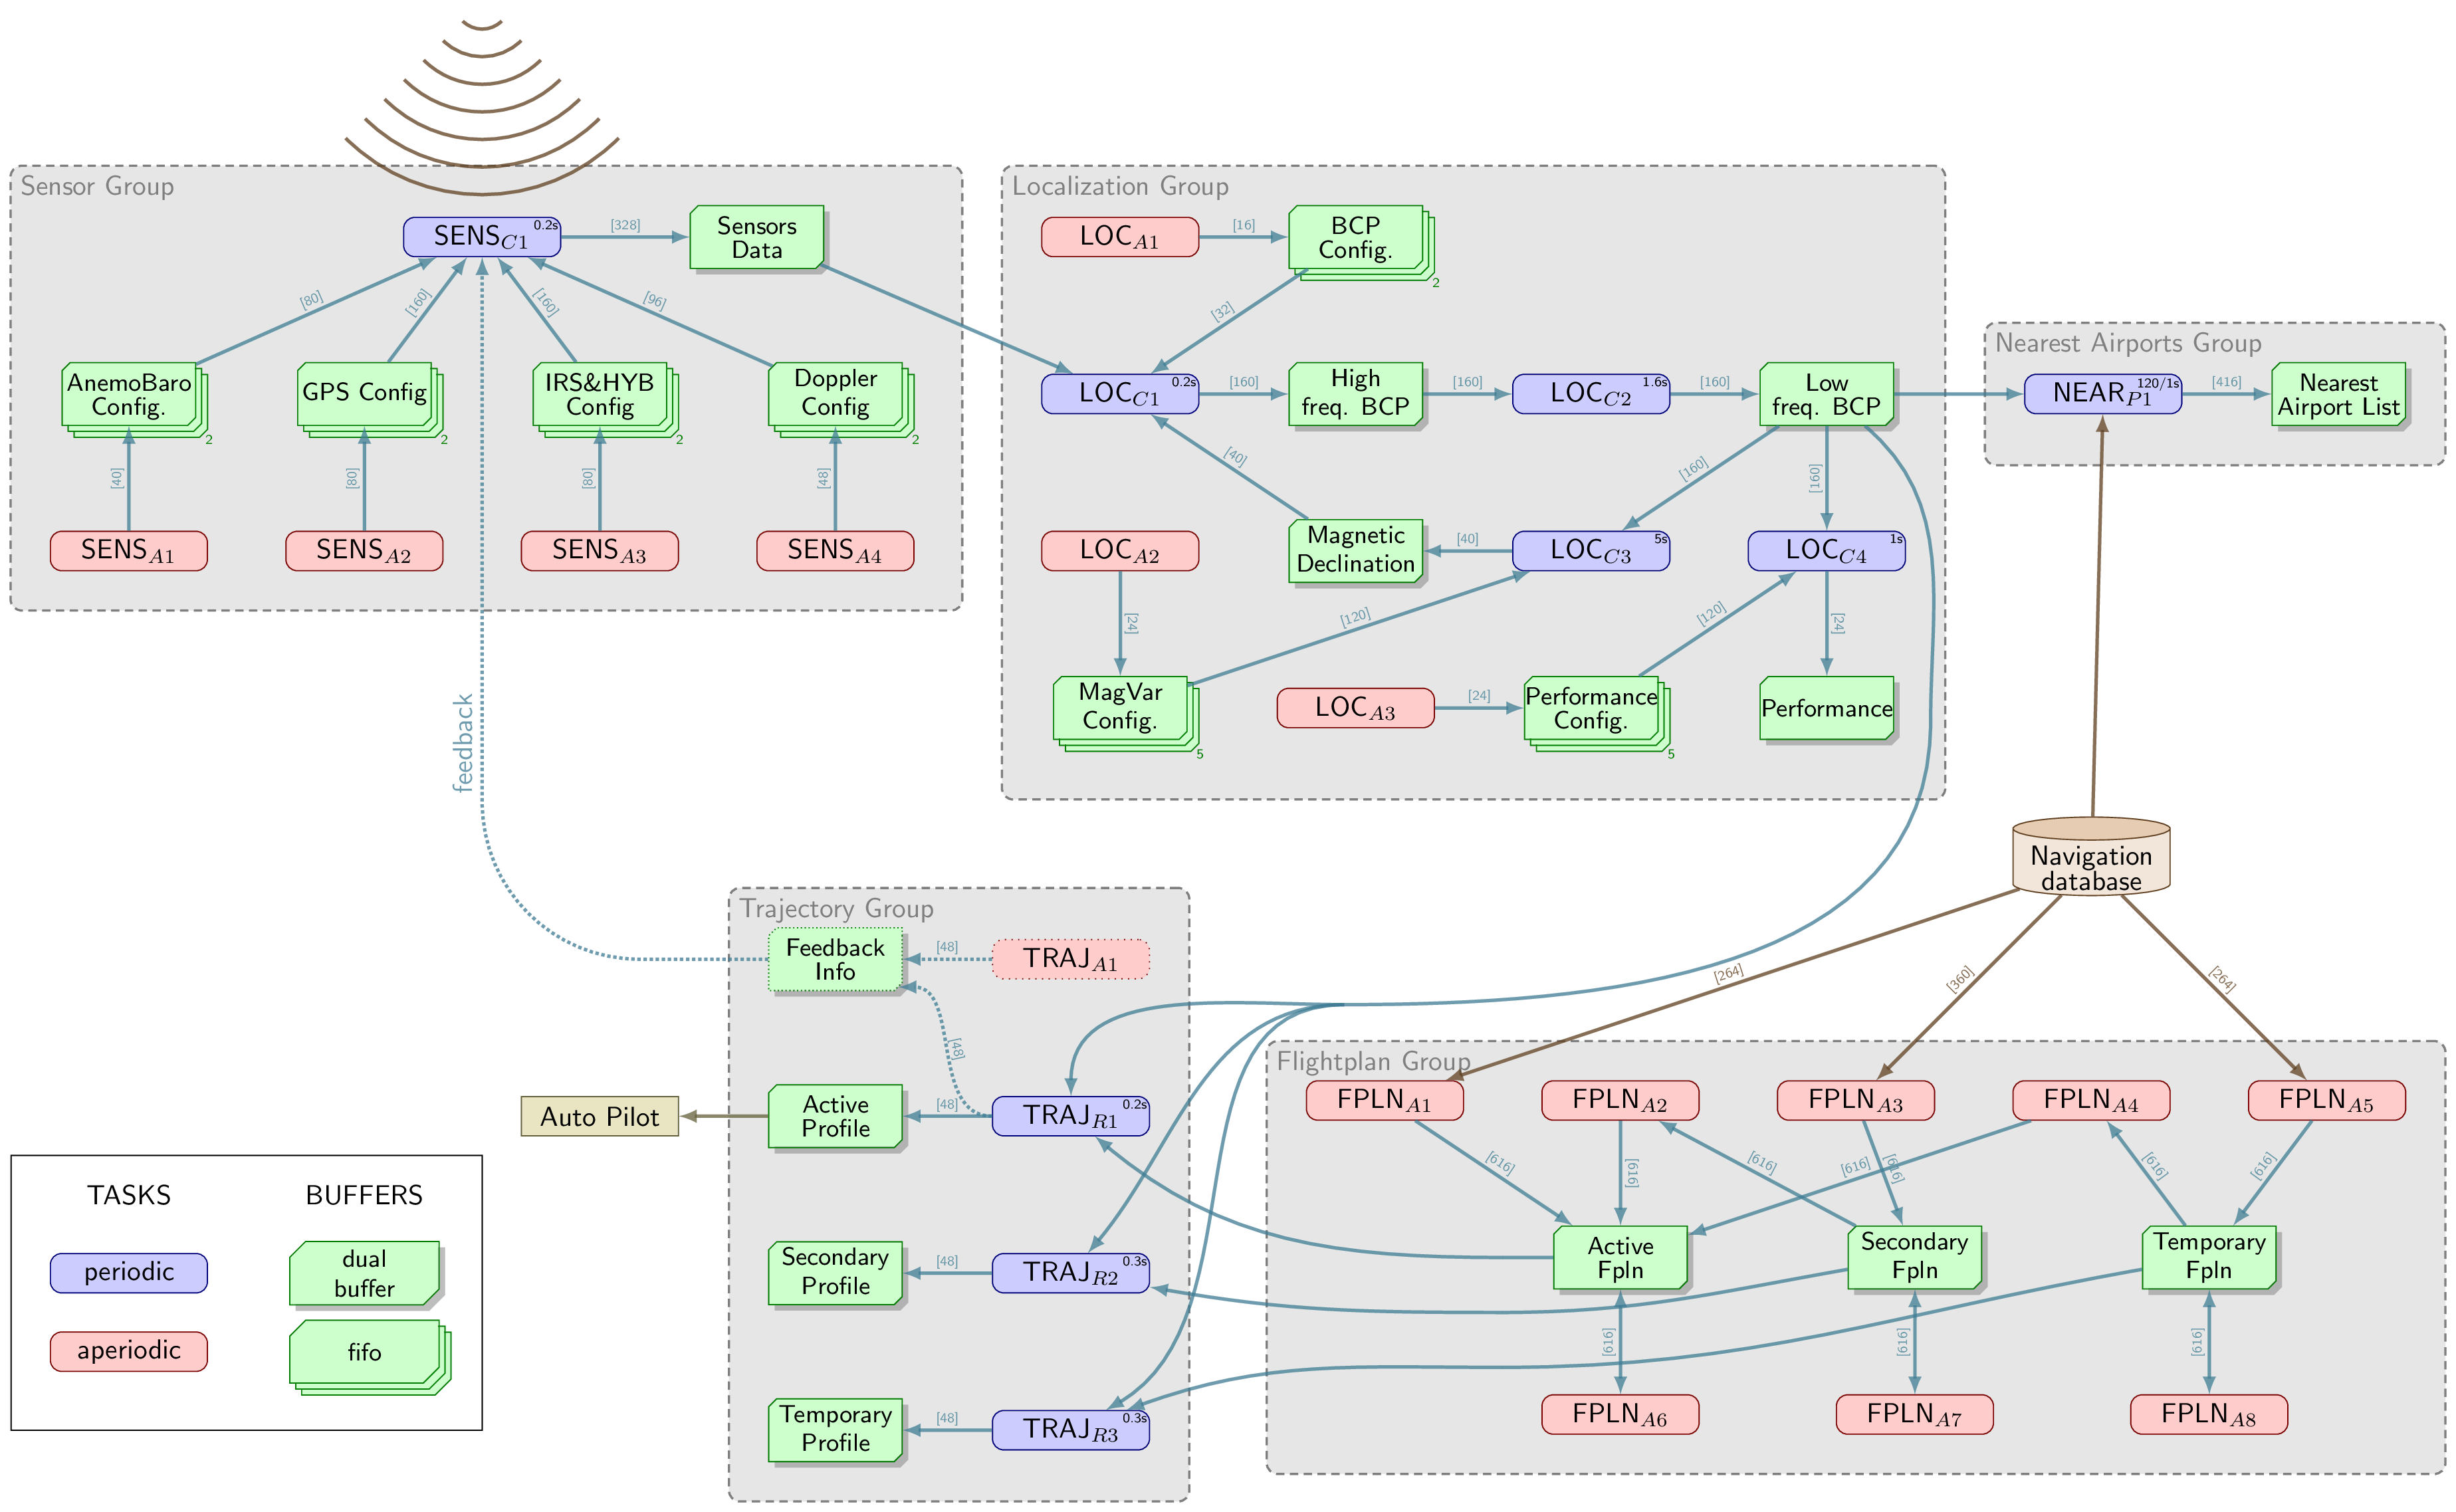 Sensor Group
SENS_C1 0.2s
[328]
Sensors
Data
[80]
[160]
[160]
[96]
AnemoBaro
Config.
2
GPS Config
2
IRS&HYB
Config
2
Doppler
Config
2
[40]
[80]
[80]
[48]
SENS_A1
SENS_A2
SENS_A3
SENS_A4
feedback
Localization Group
LOC_A1
[16]
BCP
Config.
2
[32]
LOC_C1 0.2s
[160]
High
freq. BCP
[160]
LOC_C2 1.6s
[160]
Low
freq. BCP
[40]
[160]
[160]
LOC_A2
Magnetic
Declination
[40]
LOC_C3 5s
LOC_C4 1s
[24]
[120]
[120]
[24]
MagVar
Config.
5
LOC_A3
[24]
Performance
Config.
5
Performance
Nearest Airports Group
NEAR_P1 120/1s
[416]
Nearest
Airport List
Navigation
database
[264]
[360]
[264]
Trajectory Group
Feedback
Info
[48]
TRAJ_A1
[48]
Auto Pilot
Active
Profile
[48]
TRAJ_R1 0.2s
Secondary
Profile
[48]
TRAJ_R2 0.3s
Temporary
Profile
[48]
TRAJ_R3 0.3s
Flightplan Group
FPLN_A1
FPLN_A2
FPLN_A3
FPLN_A4
FPLN_A5
[616]
[616]
[616]
[616]
[616]
[616]
[616]
Active
Fpln
Secondary
Fpln
Temporary
Fpln
[616]
[616]
[616]
FPLN_A6
FPLN_A7
FPLN_A8
TASKS
BUFFERS
periodic
dual
buffer
aperiodic
fifo